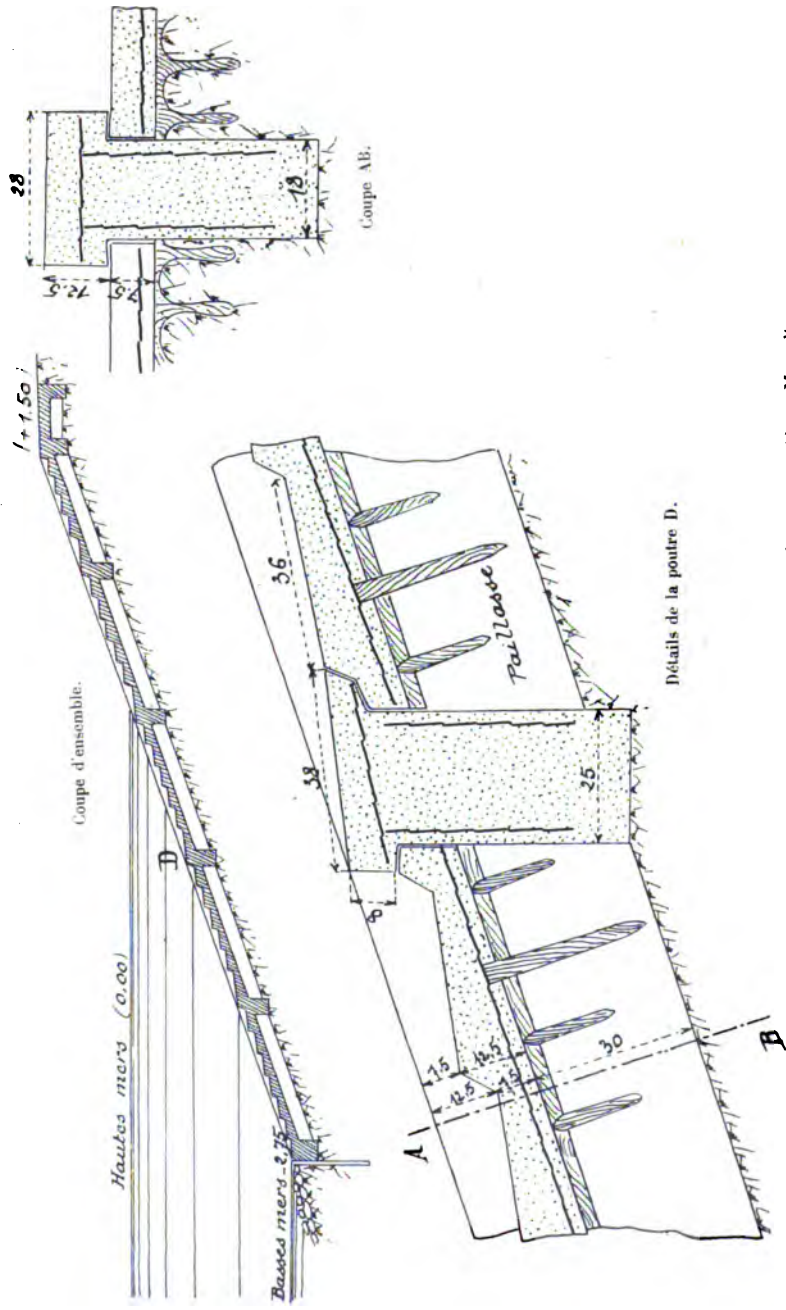 Coupe d'ensemble.
Hautes mers (0.00)
Basses mers - 2,75
D
+ 1.50
28
12.5
7.5
18
Coupe AB.
38
36
8
25
Paillasse
A
7.5
12.5
12.5
7.5
30
B
Détails de la poutre D.